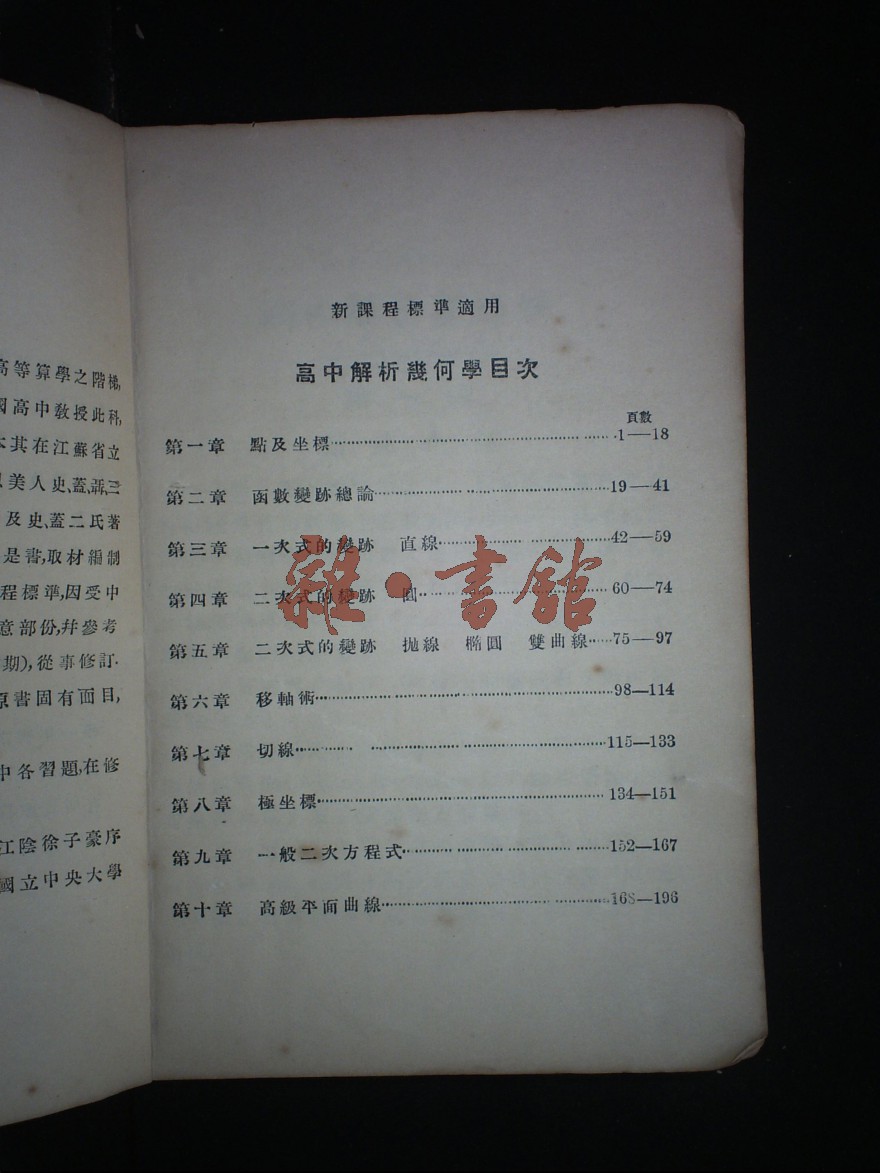 新課程標準適用
高中解析幾何學目次
頁數
第一章 點及坐標 1—18
第二章 函數變跡總論 19—41
第三章 一次式的變跡 直線 42—59
第四章 二次式的變跡 圓 60—74
第五章 二次式的變跡 拋線 橢圓 雙曲線 75—97
第六章 移軸術 98—114
第七章 切線 115—133
第八章 極坐標 134—151
第九章 一般二次方程式 152—167
第十章 高級平面曲線 168—196
高等算學之階梯,
國高中教授此科,
其在江蘇省立
美人史、蓋、
及史、蓋二氏著
是書,取材編制
程標準,因受中
意部份,幷參考
期),從事修訂.
原書固有面目,
中各習題,在修
江陰徐子豪序
國立中央大學
雜·書館